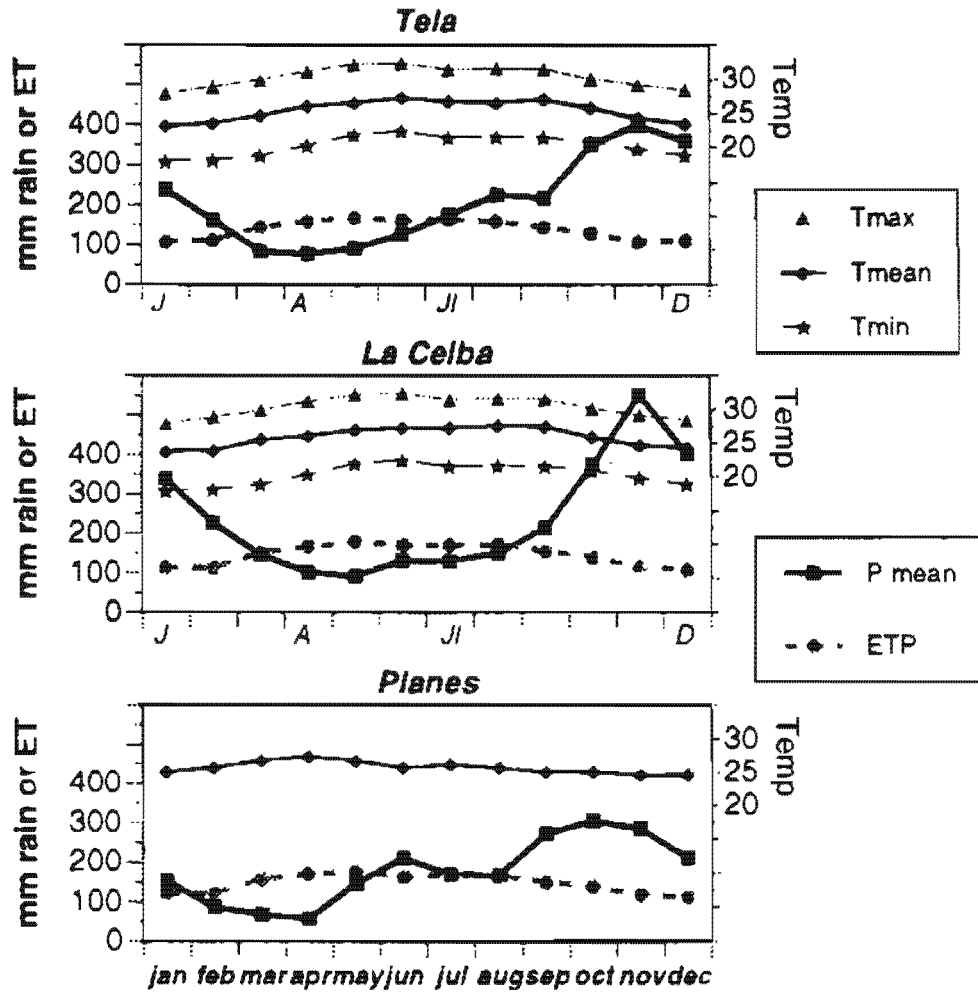 Tela
mm rain or ET
400
300
200
100
0
30
25
20
Temp
J A Jl D
Tmax
Tmean
Tmin
La Celba
mm rain or ET
400
300
200
100
0
30
25
20
Temp
J A Jl D
P mean
ETP
Planes
mm rain or ET
400
300
200
100
0
30
25
20
Temp
jan feb mar apr may jun jul aug sep oct nov dec